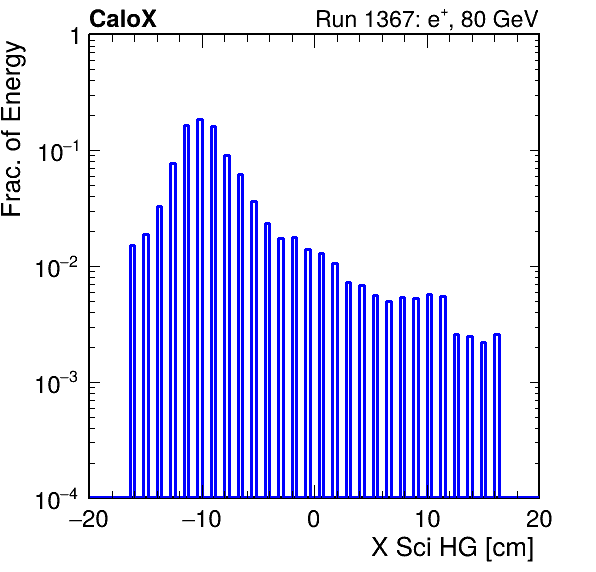 CaloX Run 1367: e⁺, 80 GeV
Frac. of Energy
1
10⁻¹
10⁻²
10⁻³
10⁻⁴
−20 −10 0 10 20
X Sci HG [cm]